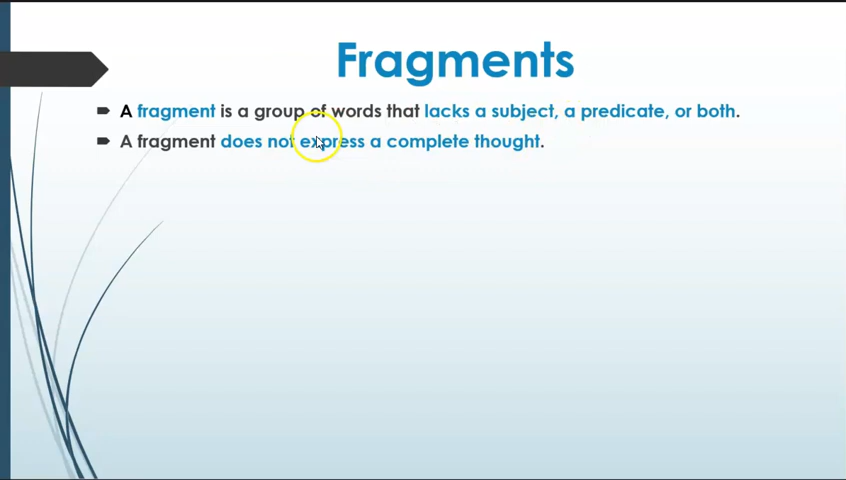 Fragments
A fragment is a group of words that lacks a subject, a predicate, or both.
A fragment does not express a complete thought.